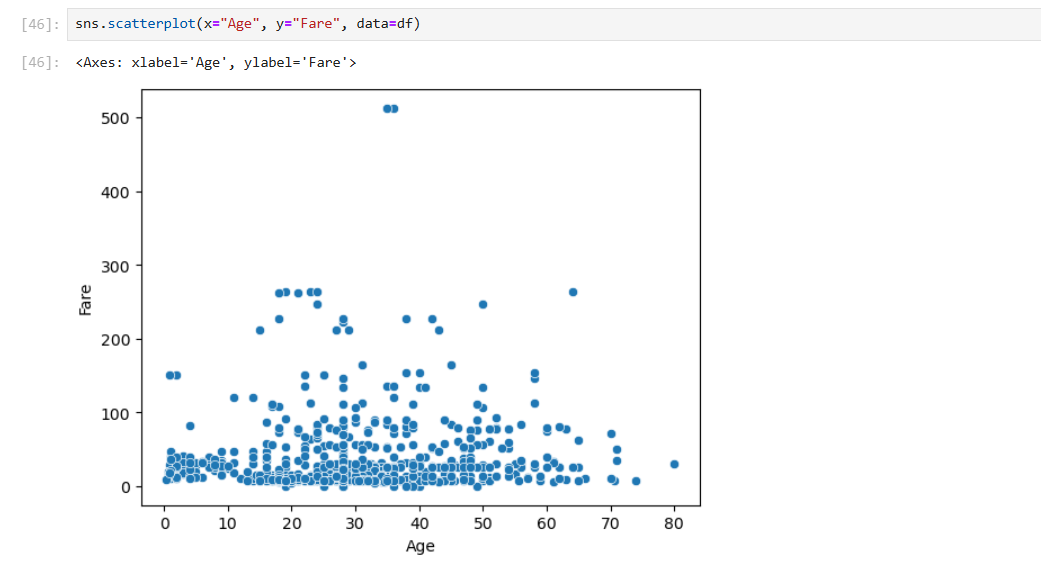 [46]: sns.scatterplot(x="Age", y="Fare", data=df)
[46]: <Axes: xlabel='Age', ylabel='Fare'>
500
400
300
200
100
0
Fare
0 10 20 30 40 50 60 70 80
Age